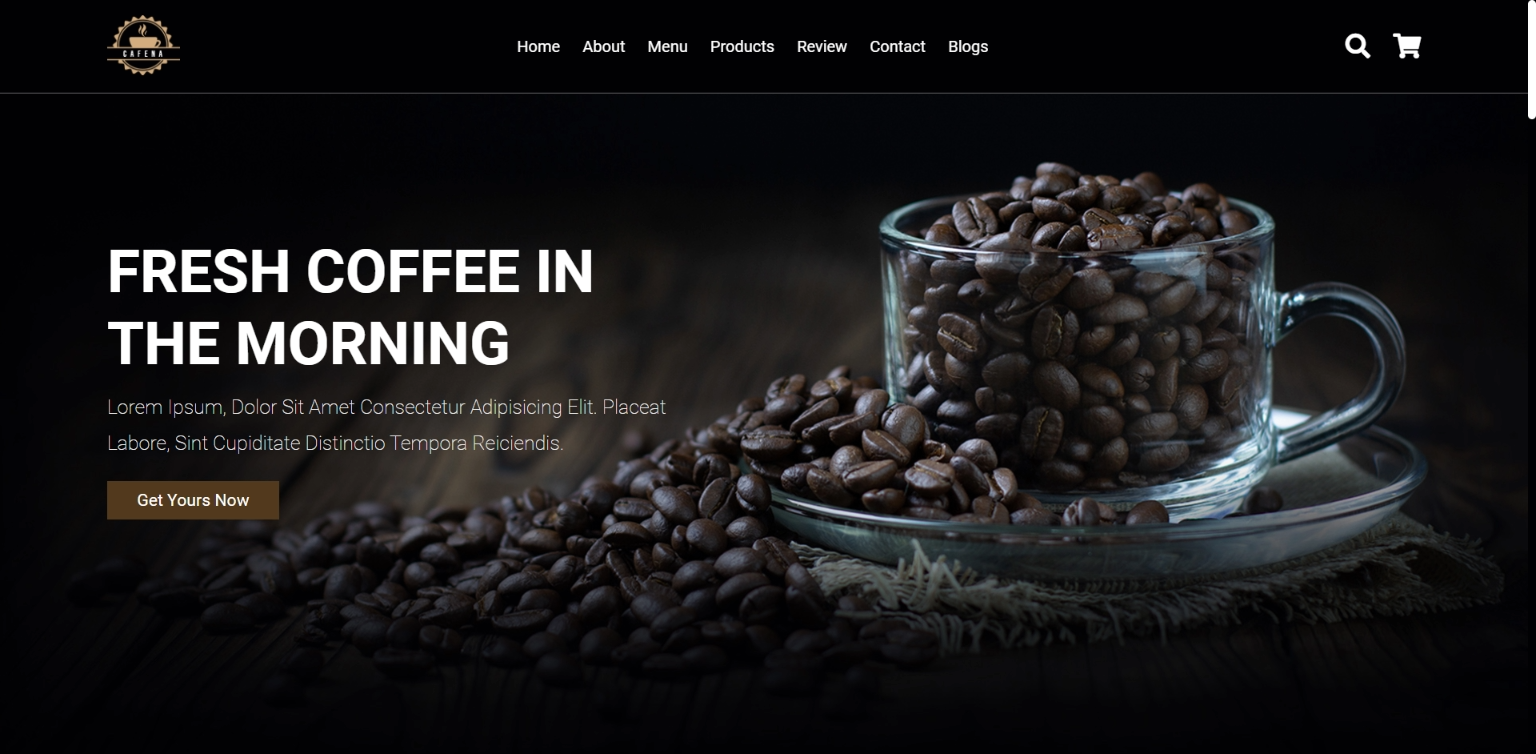 CAFENA
Home About Menu Products Review Contact Blogs
FRESH COFFEE IN
THE MORNING
Lorem Ipsum, Dolor Sit Amet Consectetur Adipisicing Elit. Placeat
Labore, Sint Cupiditate Distinctio Tempora Reiciendis.
Get Yours Now